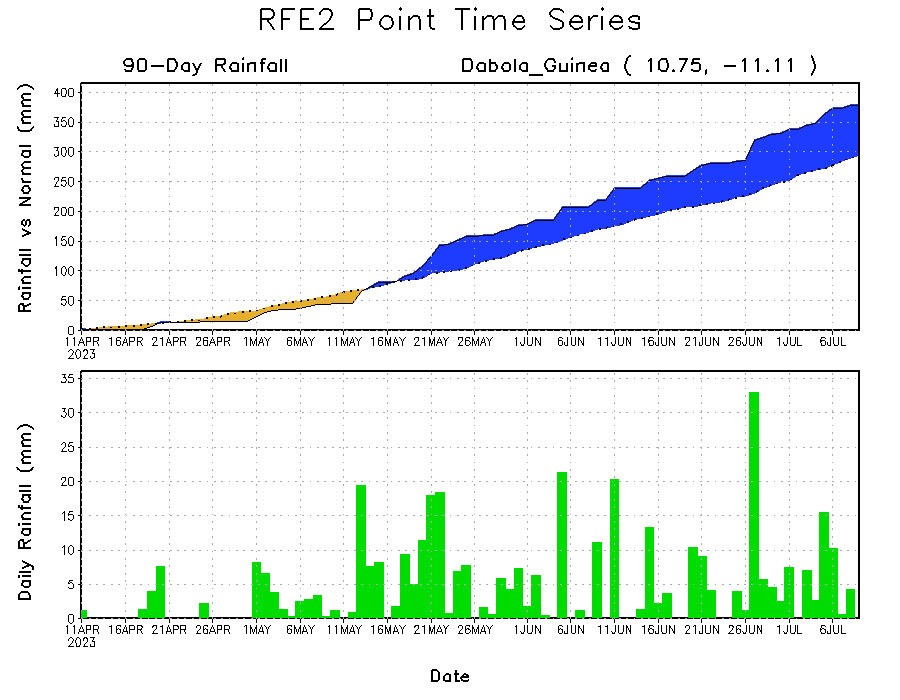 RFE2 Point Time Series
90-Day Rainfall
Dabola_Guinea ( 10.75, -11.11 )
Rainfall vs Normal (mm)
400
350
300
250
200
150
100
50
0
11APR 16APR 21APR 26APR 1MAY 6MAY 11MAY 16MAY 21MAY 26MAY 1JUN 6JUN 11JUN 16JUN 21JUN 26JUN 1JUL 6JUL
2023
Daily Rainfall (mm)
35
30
25
20
15
10
5
0
11APR 16APR 21APR 26APR 1MAY 6MAY 11MAY 16MAY 21MAY 26MAY 1JUN 6JUN 11JUN 16JUN 21JUN 26JUN 1JUL 6JUL
2023
Date